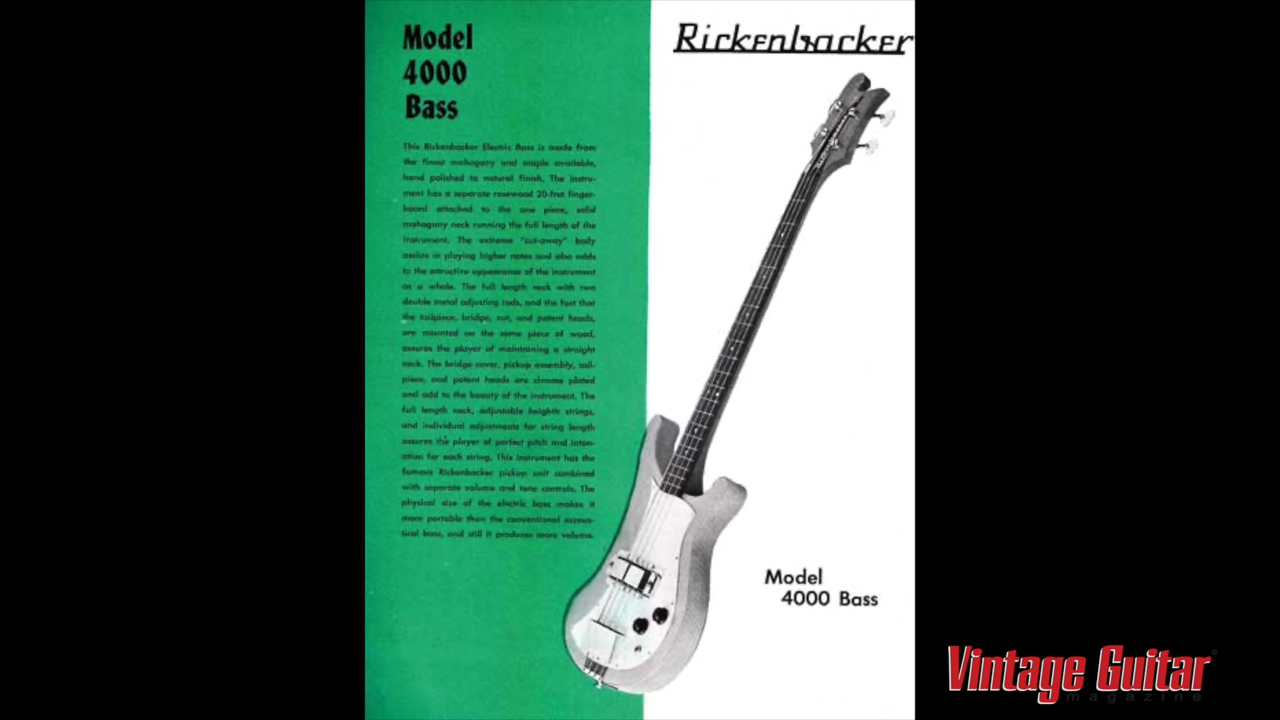 Model
4000
Bass
This Rickenbacker Electric Bass is made from
the finest mahogany and maple available,
hand polished to natural finish. The instru-
ment has a separate rosewood 20-fret finger-
board attached to the one piece, solid
mahogany neck running the full length of the
instrument. The extreme "cut-away" body
assists in playing higher notes and also adds
to the attractive appearance of the instrument
as a whole. The full length neck with two
double metal adjusting rods, and the fact that
the tailpiece, bridge, nut, and patent heads,
are mounted on the same piece of wood,
assures the player of maintaining a straight
neck. The bridge cover, pickup assembly, tail-
piece, and patent heads are chrome plated
and add to the beauty of the instrument. The
full length neck, adjustable heighth strings,
and individual adjustments for string length
assures the player of perfect pitch and inton-
ation for each string. This instrument has the
famous Rickenbacker pickup unit combined
with separate volume and tone controls. The
physical size of the electric bass makes it
more portable than the conventional accous-
tical bass, and still it produces more volume.
Rickenbacker
Model
4000 Bass
Vintage Guitar
magazine